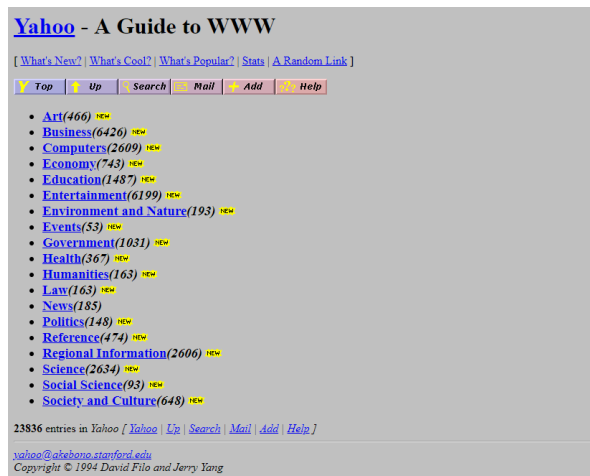 Yahoo - A Guide to WWW
[ What's New? | What's Cool? | What's Popular? | Stats | A Random Link ]
Y Top Up Search Mail + Add ??? Help
Art(466) NEW
Business(6426) NEW
Computers(2609) NEW
Economy(743) NEW
Education(1487) NEW
Entertainment(6199) NEW
Environment and Nature(193) NEW
Events(53) NEW
Government(1031) NEW
Health(367) NEW
Humanities(163) NEW
Law(163) NEW
News(185)
Politics(148) NEW
Reference(474) NEW
Regional Information(2606) NEW
Science(2634) NEW
Social Science(93) NEW
Society and Culture(648) NEW
23836 entries in Yahoo [ Yahoo | Up | Search | Mail | Add | Help ]
yahoo@akebono.stanford.edu
Copyright © 1994 David Filo and Jerry Yang